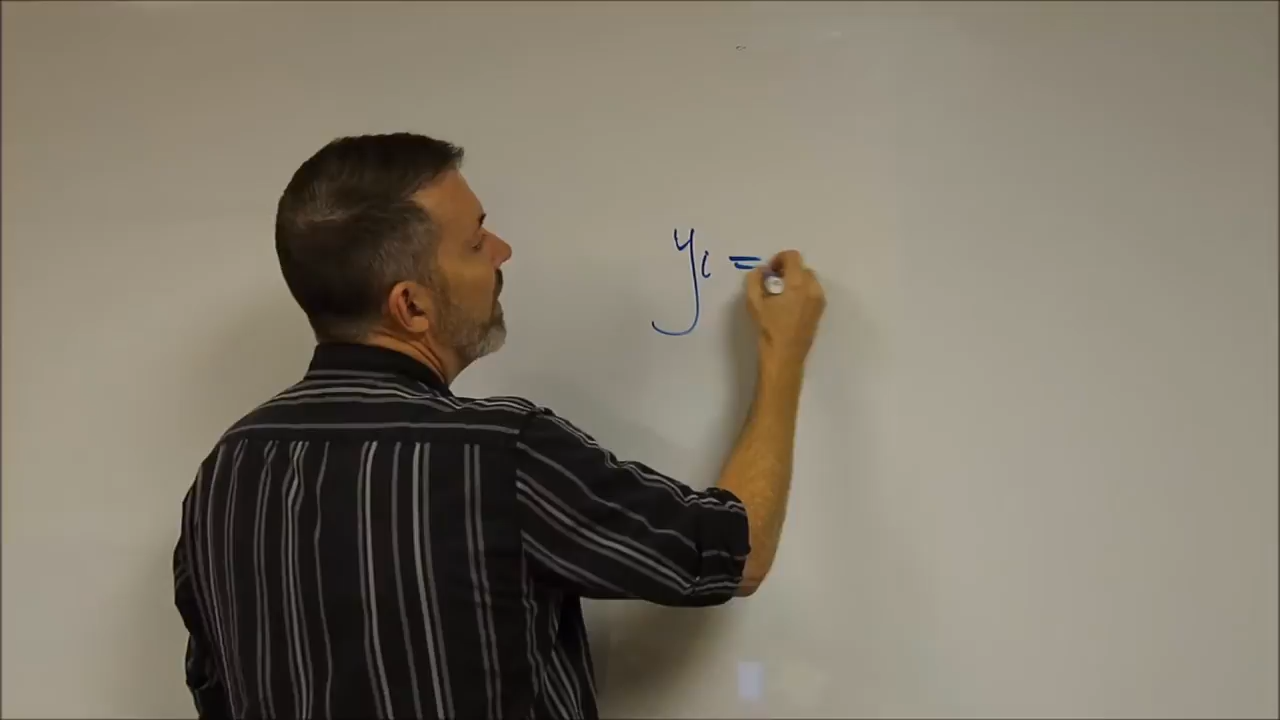 yi =